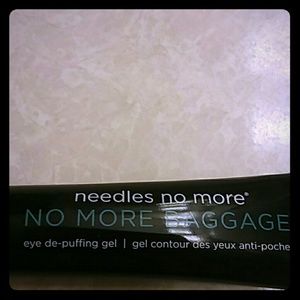 needles no more®
NO MORE BAGGAGE
eye de-puffing gel | gel contour des yeux anti-poche